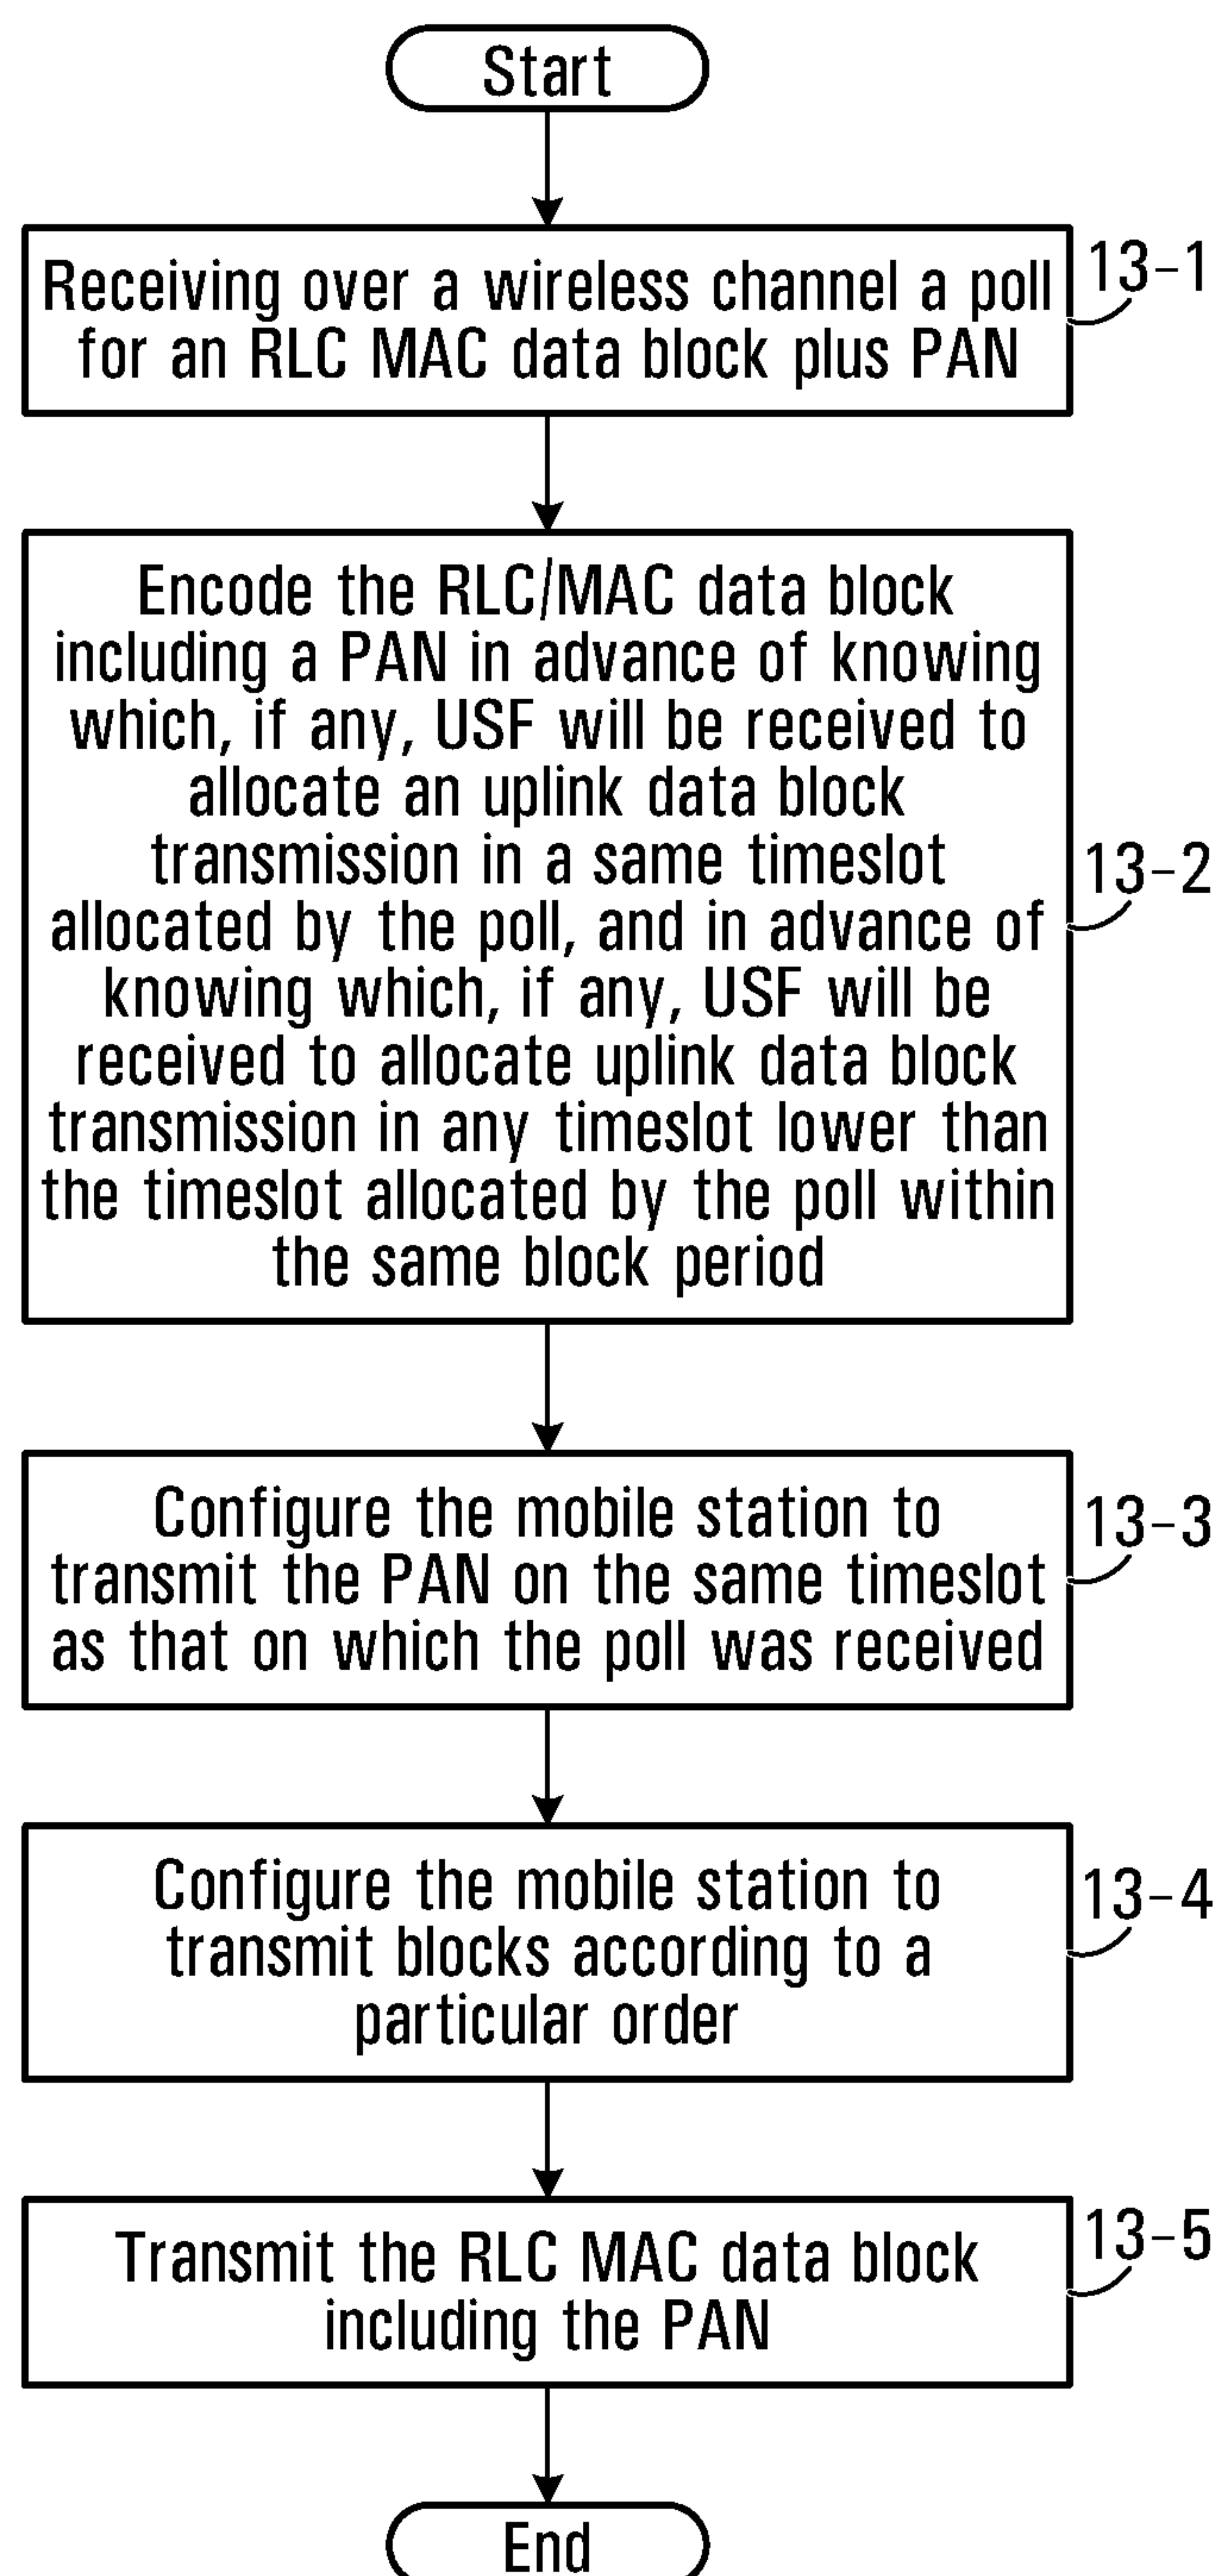 Start
Receiving over a wireless channel a poll
for an RLC MAC data block plus PAN
13-1
Encode the RLC/MAC data block
including a PAN in advance of knowing
which, if any, USF will be received to
allocate an uplink data block
transmission in a same timeslot
allocated by the poll, and in advance of
knowing which, if any, USF will be
received to allocate uplink data block
transmission in any timeslot lower than
the timeslot allocated by the poll within
the same block period
13-2
Configure the mobile station to
transmit the PAN on the same timeslot
as that on which the poll was received
13-3
Configure the mobile station to
transmit blocks according to a
particular order
13-4
Transmit the RLC MAC data block
including the PAN
13-5
End